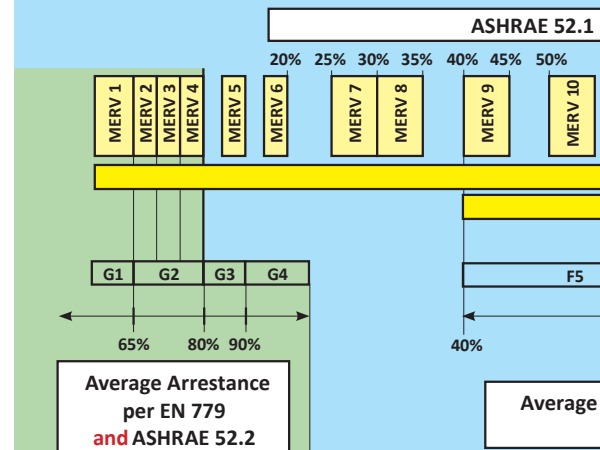 ASHRAE 52.1
20% 25% 30% 35% 40% 45% 50%
MERV 1 MERV 2 MERV 3 MERV 4 MERV 5 MERV 6 MERV 7 MERV 8 MERV 9 MERV 10
G1 G2 G3 G4 F5
65% 80% 90% 40%
Average Arrestance
per EN 779
and ASHRAE 52.2
Average